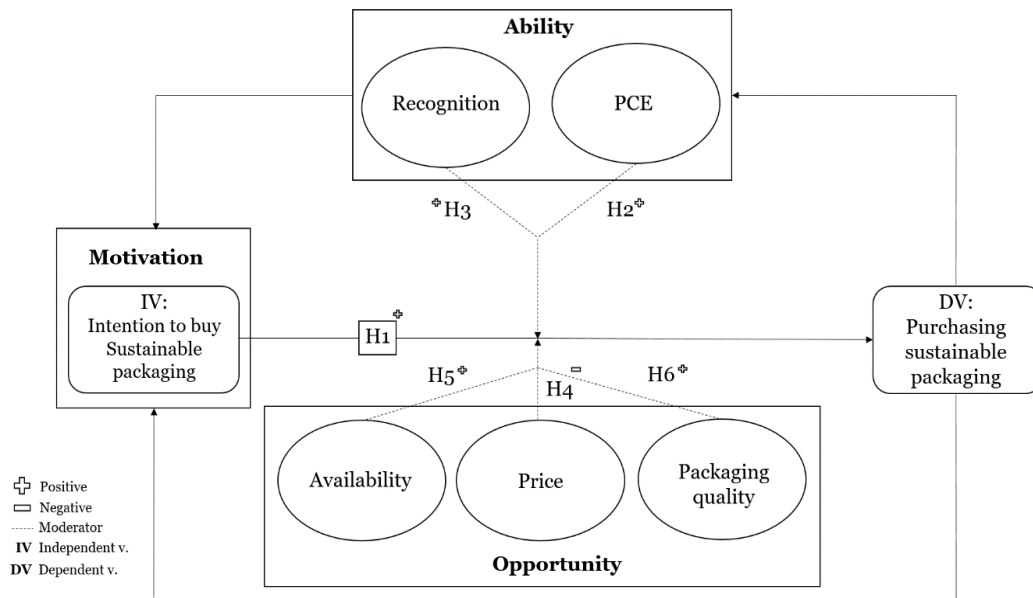 Ability
Recognition
PCE
H3
H2
Motivation
IV:
Intention to buy
Sustainable
packaging
H1
DV:
Purchasing
sustainable
packaging
H5
H4
H6
Availability
Price
Packaging
quality
Opportunity
Positive
Negative
Moderator
IV Independent v.
DV Dependent v.